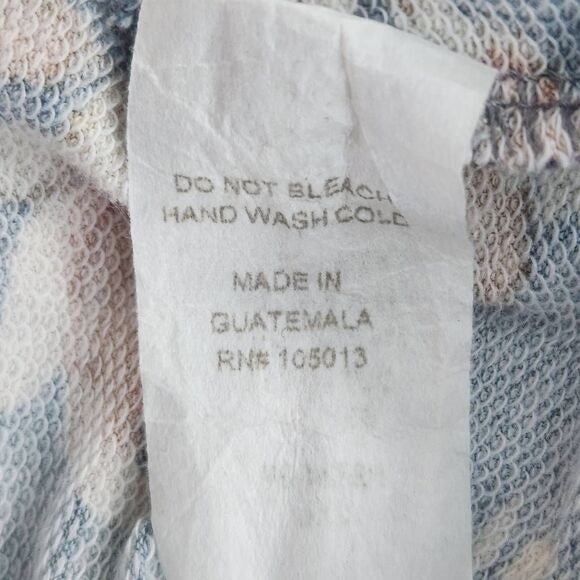 DO NOT BLEACH
HAND WASH COLD
MADE IN
GUATEMALA
RN# 105013